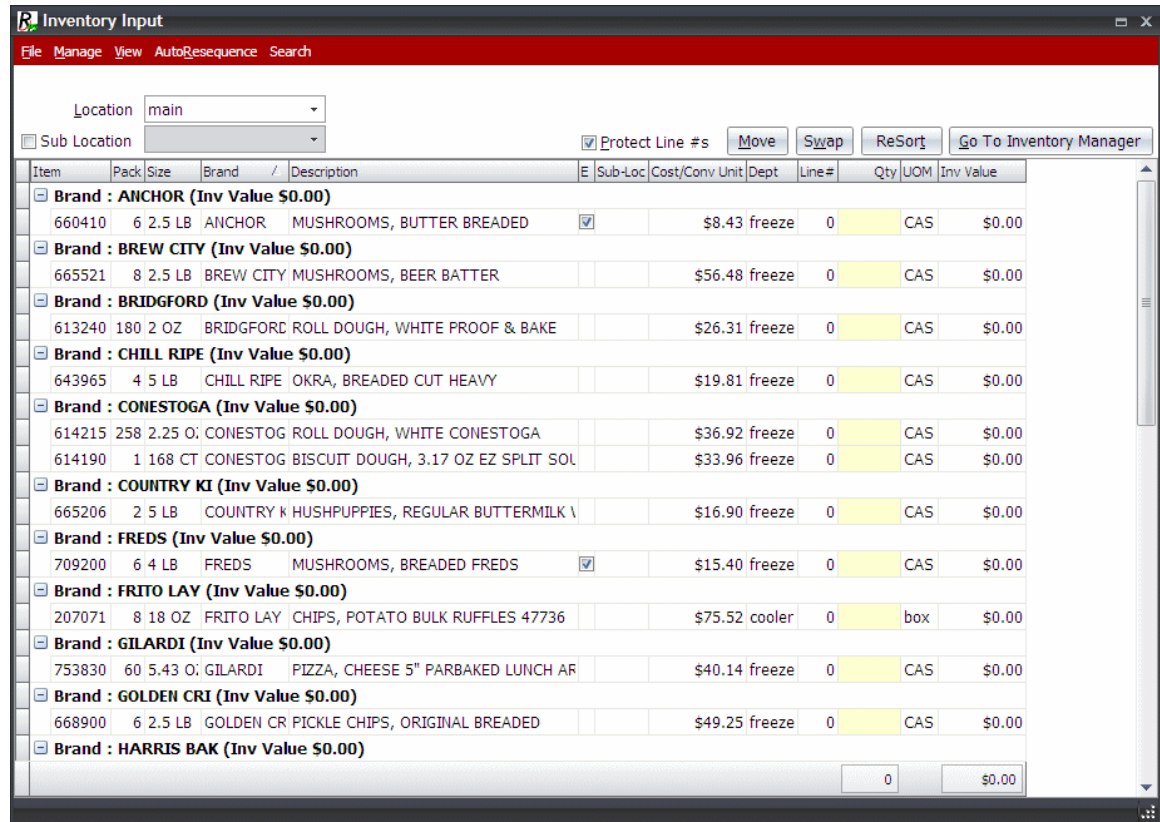 Inventory Input
File Manage View AutoResequence Search
Location main
Sub Location Protect Line #s Move Swap ReSort Go To Inventory Manager
Item Pack Size Brand Description E Sub-Loc Cost/Conv Unit Dept Line# Qty UOM Inv Value
Brand : ANCHOR (Inv Value $0.00)
660410 6 2.5 LB ANCHOR MUSHROOMS, BUTTER BREADED $8.43 freeze 0 CAS $0.00
Brand : BREW CITY (Inv Value $0.00)
665521 8 2.5 LB BREW CITY MUSHROOMS, BEER BATTER $56.48 freeze 0 CAS $0.00
Brand : BRIDGFORD (Inv Value $0.00)
613240 180 2 OZ BRIDGFORD ROLL DOUGH, WHITE PROOF & BAKE $26.31 freeze 0 CAS $0.00
Brand : CHILL RIPE (Inv Value $0.00)
643965 4 5 LB CHILL RIPE OKRA, BREADED CUT HEAVY $19.81 freeze 0 CAS $0.00
Brand : CONESTOGA (Inv Value $0.00)
614215 258 2.25 OZ CONESTOG ROLL DOUGH, WHITE CONESTOGA $36.92 freeze 0 CAS $0.00
614190 1 168 CT CONESTOG BISCUIT DOUGH, 3.17 OZ EZ SPLIT SOU $33.96 freeze 0 CAS $0.00
Brand : COUNTRY KI (Inv Value $0.00)
665206 2 5 LB COUNTRY K HUSHPUPPIES, REGULAR BUTTERMILK $16.90 freeze 0 CAS $0.00
Brand : FREDS (Inv Value $0.00)
709200 6 4 LB FREDS MUSHROOMS, BREADED FREDS $15.40 freeze 0 CAS $0.00
Brand : FRITO LAY (Inv Value $0.00)
207071 8 18 OZ FRITO LAY CHIPS, POTATO BULK RUFFLES 47736 $75.52 cooler 0 box $0.00
Brand : GILARDI (Inv Value $0.00)
753830 60 5.43 OZ GILARDI PIZZA, CHEESE 5" PARBAKED LUNCH AR $40.14 freeze 0 CAS $0.00
Brand : GOLDEN CRI (Inv Value $0.00)
668900 6 2.5 LB GOLDEN CR PICKLE CHIPS, ORIGINAL BREADED $49.25 freeze 0 CAS $0.00
Brand : HARRIS BAK (Inv Value $0.00)
0 $0.00